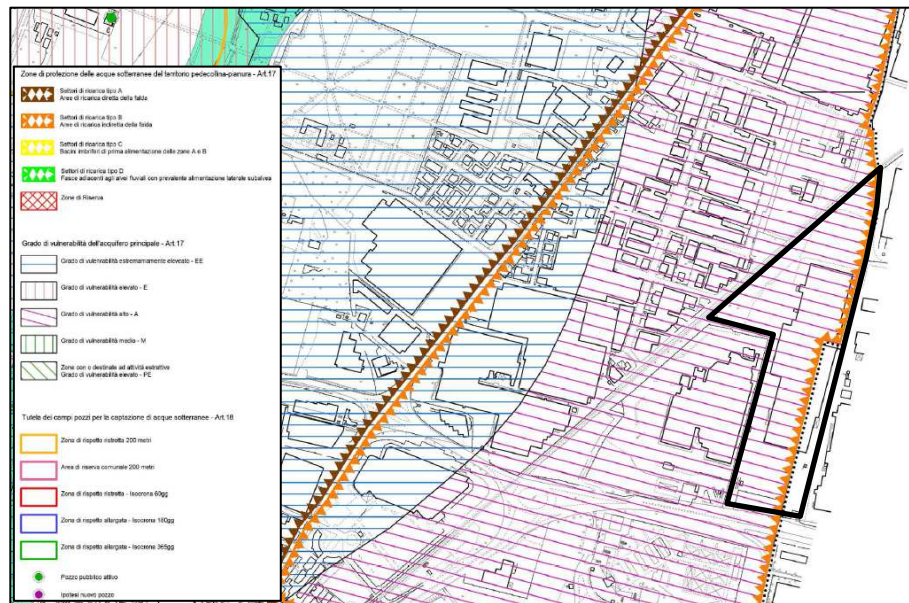 Zone di protezione delle acque sotterranee del territorio pedecollina-pianura - Art.17
Settori di ricarica tipo A
Aree di ricarica diretta della falda
Settori di ricarica tipo B
Aree di ricarica indiretta della falda
Settori di ricarica tipo C
Bacini imbriferi di prima alimentazione delle zone A e B
Settori di ricarica tipo D
Fasce adiacenti agli alvei fluviali con prevalente alimentazione laterale subalvea
Zone di Riserva
Grado di vulnerabilità dell'acquifero principale - Art.17
Grado di vulnerabilità estremamamente elevato - EE
Grado di vulnerabilità elevato - E
Grado di vulnerabilità alto - A
Grado di vulnerabilità media - M
Zone con o destinate ad attività estrattive
Grado di vulnerabilità elevato - PE
Tutela dei campi pozzi per la captazione di acque sotterranee - Art.18
Zona di rispetto ristretta 200 metri
Area di riserva comunale 200 metri
Zona di rispetto ristretta - Isocrona 60gg
Zona di rispetto allargata - Isocrona 180gg
Zona di rispetto allargata - Isocrona 365gg
Pozzo pubblico attivo
Ipotesi nuovo pozzo